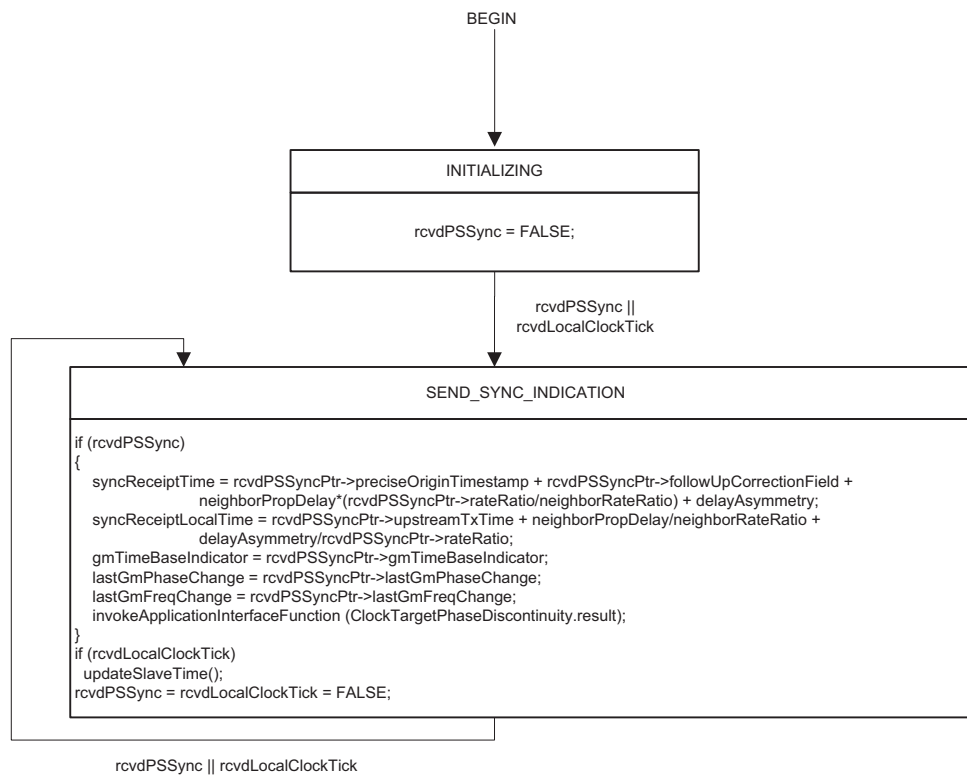 BEGIN
INITIALIZING
rcvdPSSync = FALSE;
rcvdPSSync ||
rcvdLocalClockTick
SEND_SYNC_INDICATION
if (rcvdPSSync)
{
syncReceiptTime = rcvdPSSyncPtr->preciseOriginTimestamp + rcvdPSSyncPtr->followUpCorrectionField +
neighborPropDelay*(rcvdPSSyncPtr->rateRatio/neighborRateRatio) + delayAsymmetry;
syncReceiptLocalTime = rcvdPSSyncPtr->upstreamTxTime + neighborPropDelay/neighborRateRatio +
delayAsymmetry/rcvdPSSyncPtr->rateRatio;
gmTimeBaseIndicator = rcvdPSSyncPtr->gmTimeBaseIndicator;
lastGmPhaseChange = rcvdPSSyncPtr->lastGmPhaseChange;
lastGmFreqChange = rcvdPSSyncPtr->lastGmFreqChange;
invokeApplicationInterfaceFunction (ClockTargetPhaseDiscontinuity.result);
}
if (rcvdLocalClockTick)
updateSlaveTime();
rcvdPSSync = rcvdLocalClockTick = FALSE;
rcvdPSSync || rcvdLocalClockTick